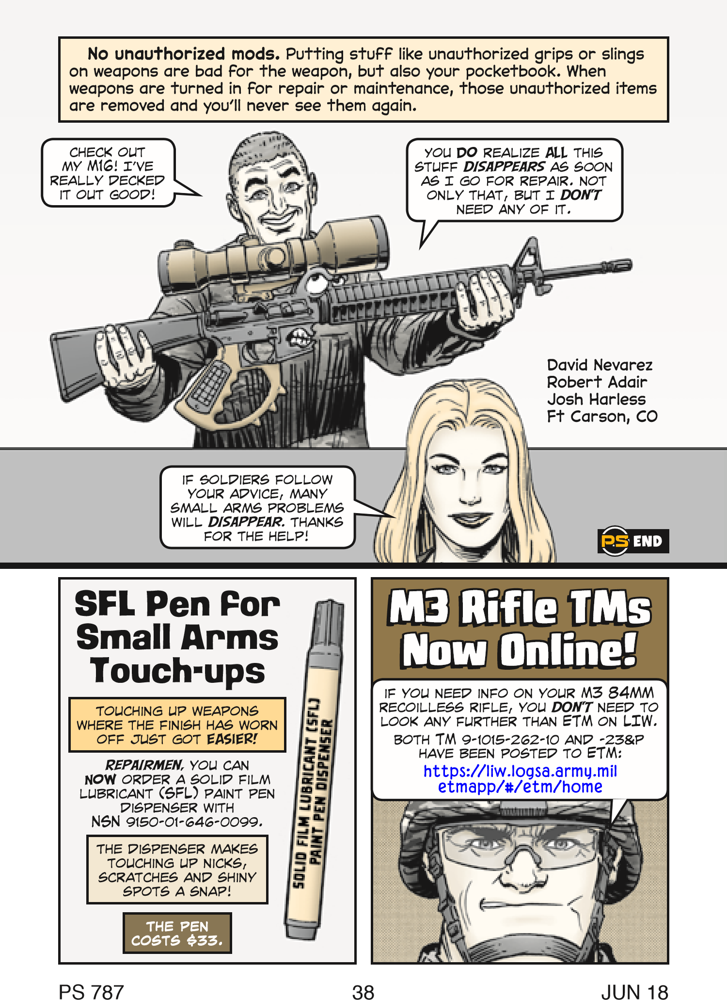 No unauthorized mods. Putting stuff like unauthorized grips or slings
on weapons are bad for the weapon, but also your pocketbook. When
weapons are turned in for repair or maintenance, those unauthorized items
are removed and you'll never see them again.
CHECK OUT
MY M16! I'VE
REALLY DECKED
IT OUT GOOD!
YOU DO REALIZE ALL THIS
STUFF DISAPPEARS AS SOON
AS I GO FOR REPAIR. NOT
ONLY THAT, BUT I DON'T
NEED ANY OF IT.
David Nevarez
Robert Adair
Josh Harless
Ft Carson, CO
IF SOLDIERS FOLLOW
YOUR ADVICE, MANY
SMALL ARMS PROBLEMS
WILL DISAPPEAR. THANKS
FOR THE HELP!
PS END
SFL Pen for
Small Arms
Touch-ups
TOUCHING UP WEAPONS
WHERE THE FINISH HAS WORN
OFF JUST GOT EASIER!
REPAIRMEN, YOU CAN
NOW ORDER A SOLID FILM
LUBRICANT (SFL) PAINT PEN
DISPENSER WITH
NSN 9150-01-646-0099.
THE DISPENSER MAKES
TOUCHING UP NICKS,
SCRATCHES AND SHINY
SPOTS A SNAP!
THE PEN
COSTS $33.
SOLID FILM LUBRICANT (SFL)
PAINT PEN DISPENSER
M3 Rifle TMs
Now Online!
IF YOU NEED INFO ON YOUR M3 84MM
RECOILLESS RIFLE, YOU DON'T NEED TO
LOOK ANY FURTHER THAN ETM ON LIW.
BOTH TM 9-1015-262-10 AND -23&P
HAVE BEEN POSTED TO ETM:
https://liw.logsa.army.mil
etmapp/#/etm/home
PS 787
38
JUN 18